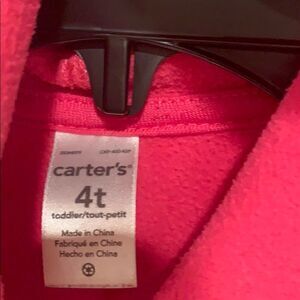 carter's®
4t
toddler/tout-petit
Made in China
Fabriqué en Chine
Hecho en China